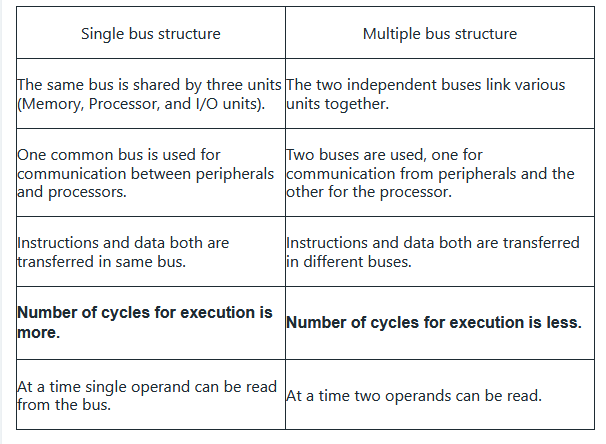 Single bus structure
Multiple bus structure
The same bus is shared by three units
(Memory, Processor, and I/O units).
The two independent buses link various
units together.
One common bus is used for
communication between peripherals
and processors.
Two buses are used, one for
communication from peripherals and the
other for the processor.
Instructions and data both are
transferred in same bus.
Instructions and data both are transferred
in different buses.
Number of cycles for execution is
more.
Number of cycles for execution is less.
At a time single operand can be read
from the bus.
At a time two operands can be read.